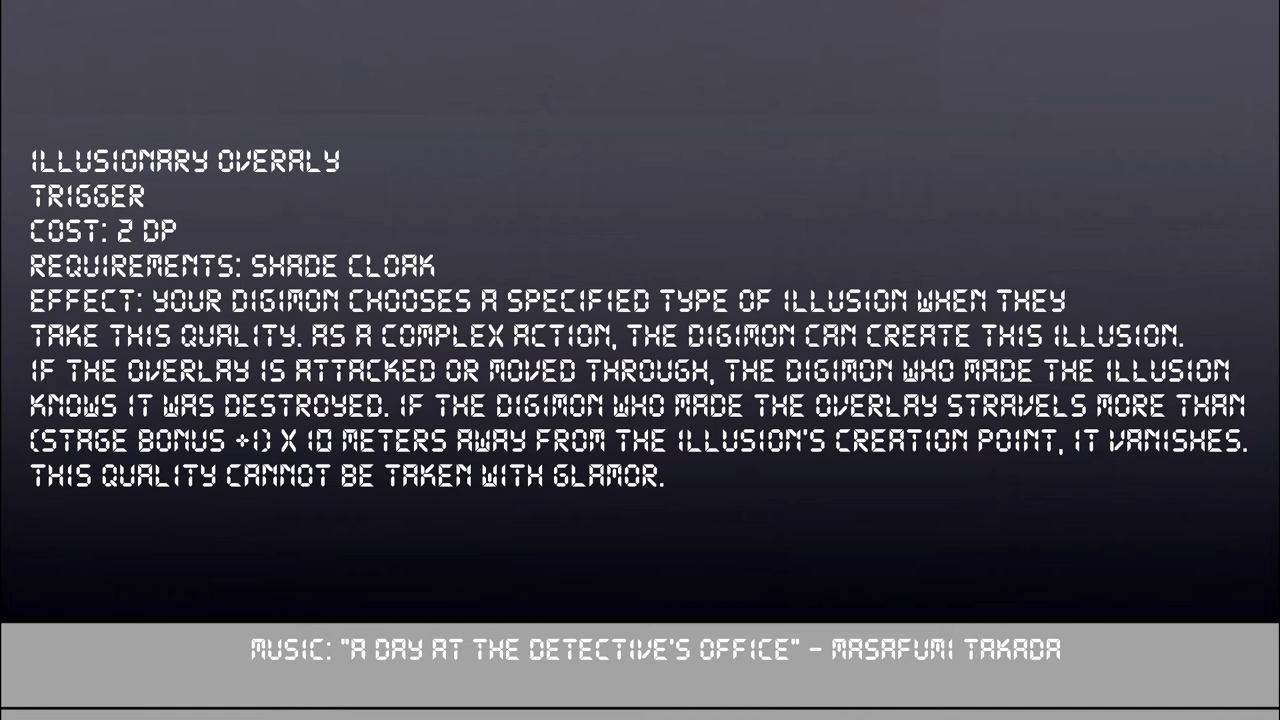 ILLUSIONARY OVERALY
TRIGGER
COST: 2 DP
REQUIREMENTS: SHADE CLOAK
EFFECT: YOUR DIGIMON CHOOSES A SPECIFIED TYPE OF ILLUSION WHEN THEY
TAKE THIS QUALITY. AS A COMPLEX ACTION, THE DIGIMON CAN CREATE THIS ILLUSION.
IF THE OVERLAY IS ATTACKED OR MOVED THROUGH, THE DIGIMON WHO MADE THE ILLUSION
KNOWS IT WAS DESTROYED. IF THE DIGIMON WHO MADE THE OVERLAY STRAVELS MORE THAN
(STAGE BONUS +1) X 10 METERS AWAY FROM THE ILLUSION'S CREATION POINT, IT VANISHES.
THIS QUALITY CANNOT BE TAKEN WITH GLAMOR.
MUSIC: "A DAY AT THE DETECTIVE'S OFFICE" - MASAFUMI TAKADA